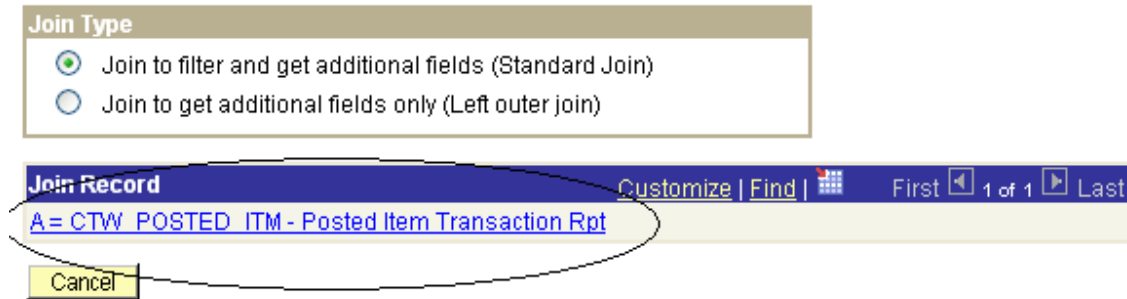 Join Type
Join to filter and get additional fields (Standard Join)
Join to get additional fields only (Left outer join)
Join Record Customize | Find | First 1 of 1 Last
A = CTW_POSTED_ITM - Posted Item Transaction Rpt
Cancel